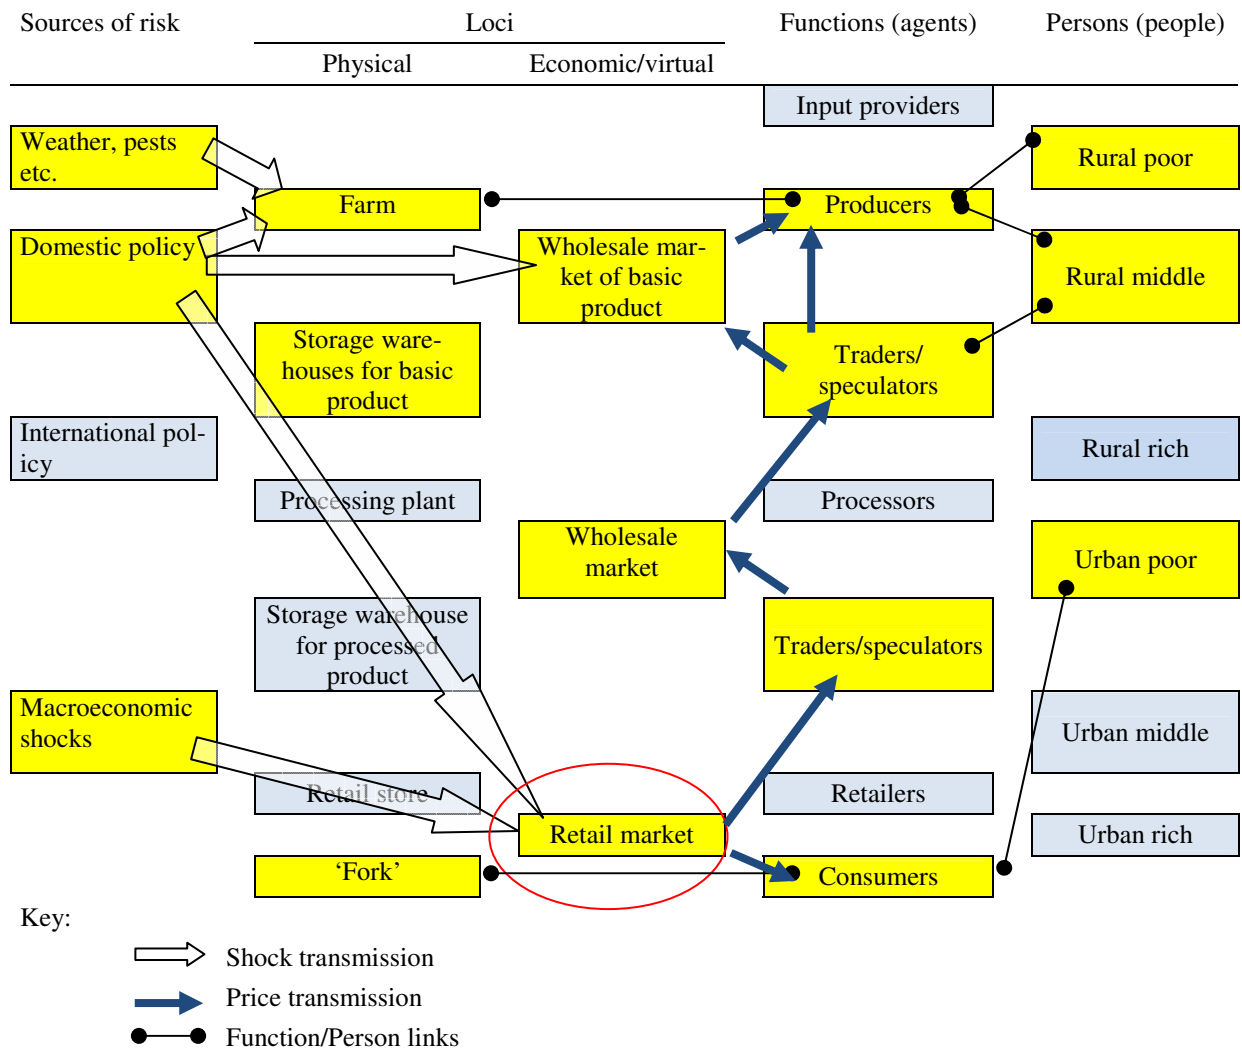 Sources of risk
Loci
Functions (agents)
Persons (people)
Physical
Economic/virtual
Input providers
Weather, pests
etc.
Rural poor
Farm
Producers
Domestic policy
Wholesale mar-
ket of basic
product
Rural middle
Storage ware-
houses for basic
product
Traders/
speculators
International pol-
icy
Rural rich
Processing plant
Processors
Wholesale
market
Urban poor
Storage warehouse
for processed
product
Traders/speculators
Macroeconomic
shocks
Urban middle
Retail store
Retailers
Retail market
Urban rich
‘Fork’
Consumers
Key:
Shock transmission
Price transmission
Function/Person links